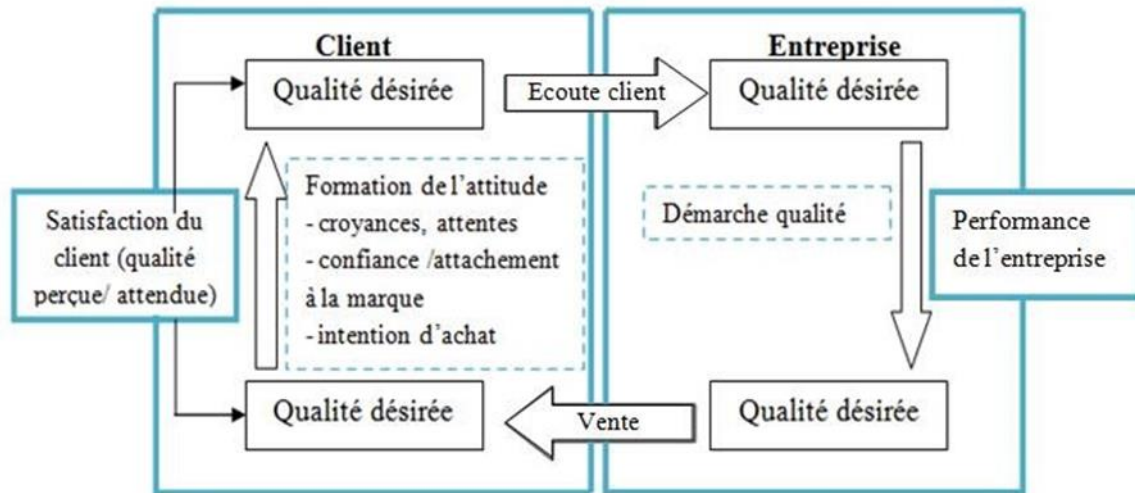 Client
Entreprise
Qualité désirée
Ecoute client
Qualité désirée
Satisfaction du
client (qualité
perçue/ attendue)
Formation de l'attitude
- croyances, attentes
- confiance /attachement
à la marque
- intention d'achat
Démarche qualité
Performance
de l'entreprise
Qualité désirée
Vente
Qualité désirée